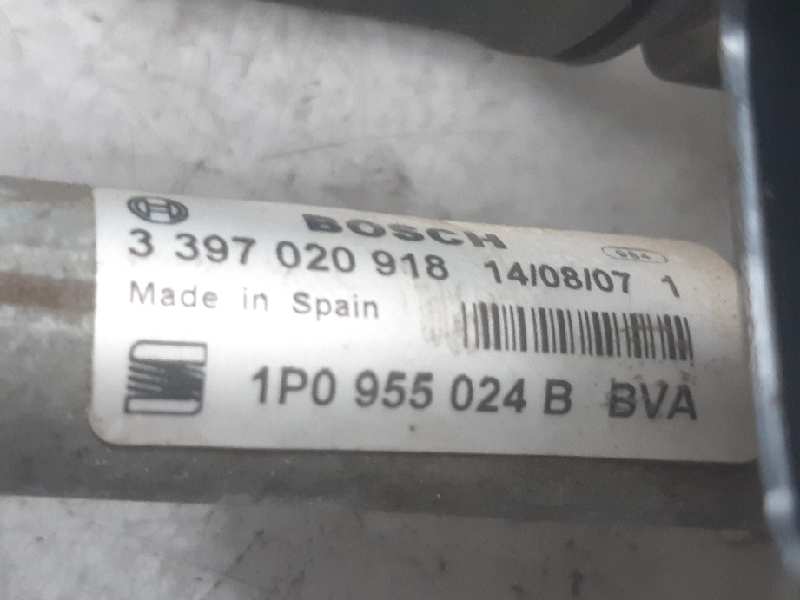 BOSCH
3 397 020 918 14/08/07 1
Made in Spain
1P0 955 024 B BVA